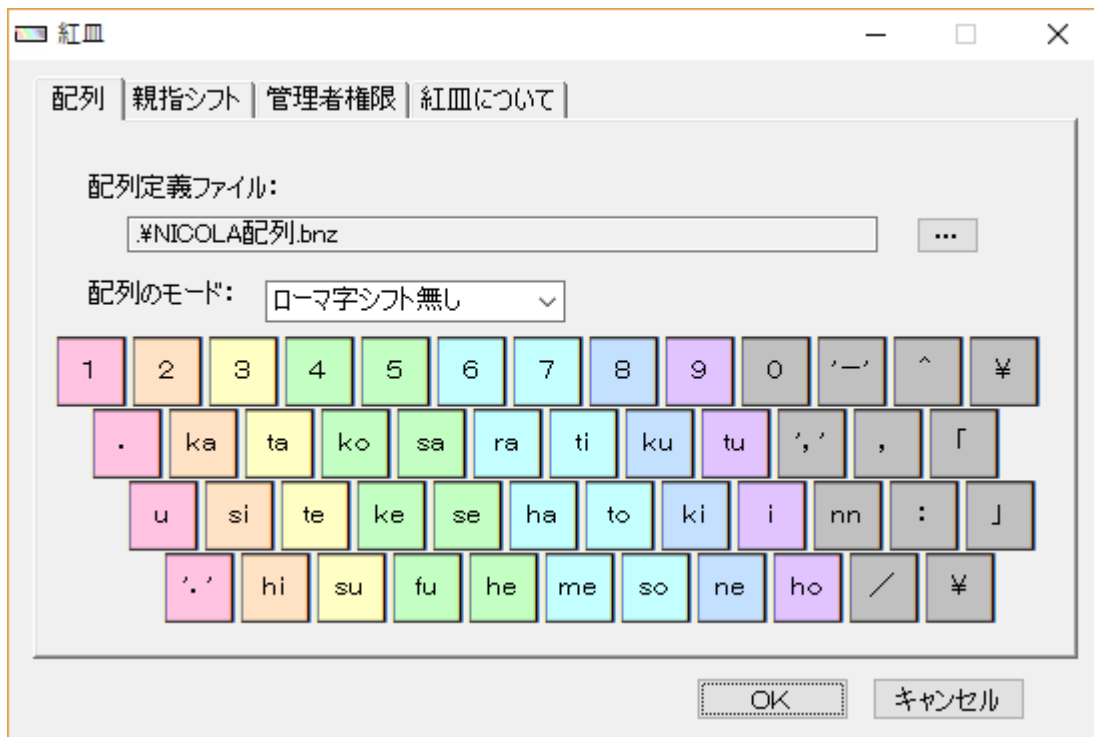 紅皿
配列 親指シフト 管理者権限 紅皿について
配列定義ファイル:
.¥NICOLA配列.bnz ...
配列のモード: ローマ字シフト無し
1 2 3 4 5 6 7 8 9 0 '−' ^ ¥
. ka ta ko sa ra ti ku tu ',' , 「
u si te ke se ha to ki i nn : 」
'.' hi su fu he me so ne ho / ¥
OK キャンセル